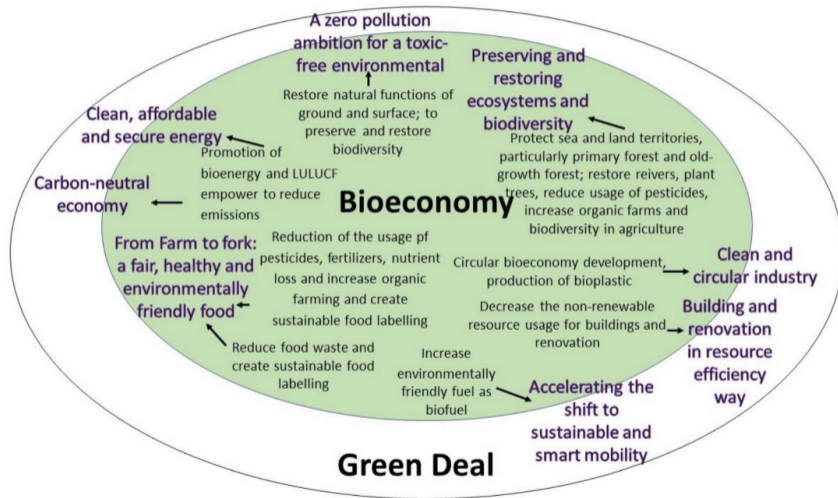 A zero pollution
ambition for a toxic-
free environmental
Restore natural functions of
ground and surface; to
preserve and restore
biodiversity
Preserving and
restoring
ecosystems and
biodiversity
Protect sea and land territories,
particularly primary forest and old-
growth forest; restore reivers, plant
trees, reduce usage of pesticides,
increase organic farms and
biodiversity in agriculture
Clean, affordable
and secure energy
Promotion of
bioenergy and LULUCF
empower to reduce
emissions
Carbon-neutral
economy
Bioeconomy
From Farm to fork:
a fair, healthy and
environmentally
friendly food
Reduction of the usage pf
pesticides, fertilizers, nutrient
loss and increase organic
farming and create
sustainable food labelling
Reduce food waste and
create sustainable food
labelling
Circular bioeconomy development,
production of bioplastic
Clean and
circular industry
Decrease the non-renewable
resource usage for buildings and
renovation
Building and
renovation
in resource
efficiency
way
Increase
environmentally
friendly fuel as
biofuel
Accelerating the
shift to
sustainable and
smart mobility
Green Deal